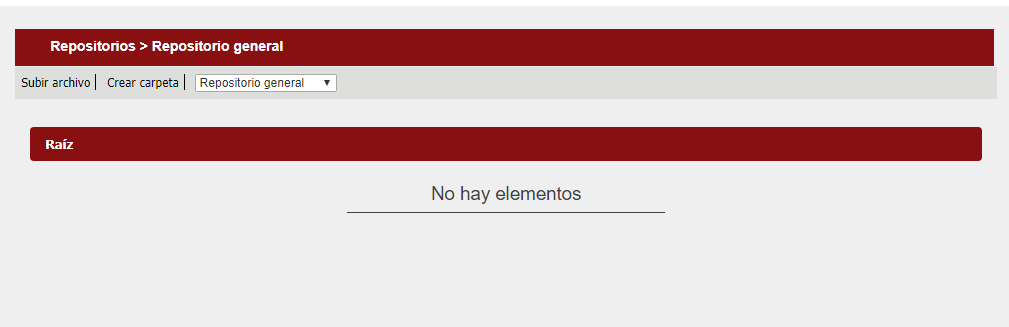 Repositorios > Repositorio general
Subir archivo | Crear carpeta | Repositorio general ▼
Raíz
No hay elementos